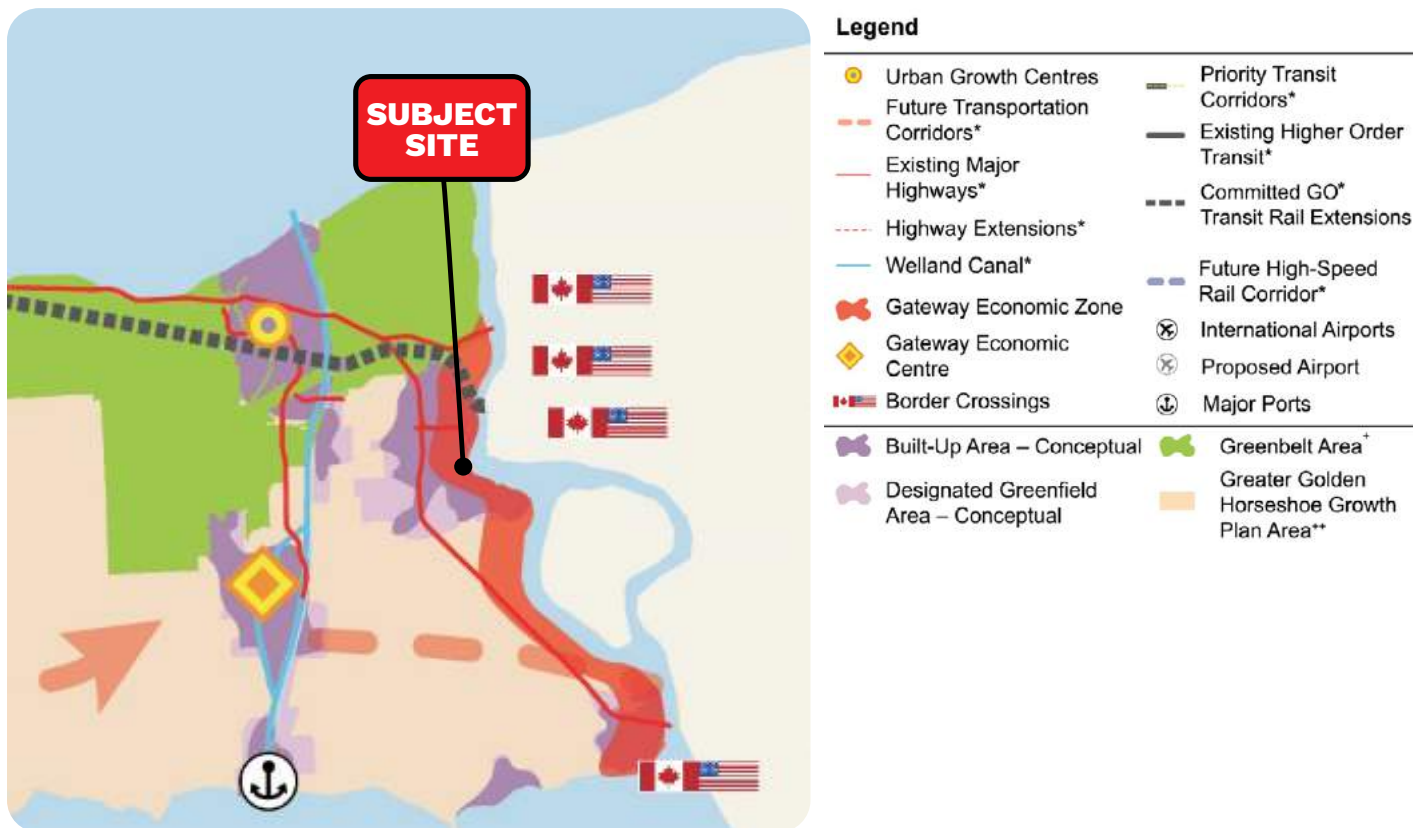 SUBJECT
SITE
Legend
Urban Growth Centres
Future Transportation
Corridors*
Existing Major
Highways*
Highway Extensions*
Welland Canal*
Gateway Economic Zone
Gateway Economic
Centre
Border Crossings
Priority Transit
Corridors*
Existing Higher Order
Transit*
Committed GO*
Transit Rail Extensions
Future High-Speed
Rail Corridor*
International Airports
Proposed Airport
Major Ports
Built-Up Area – Conceptual
Designated Greenfield
Area – Conceptual
Greenbelt Area+
Greater Golden
Horseshoe Growth
Plan Area++